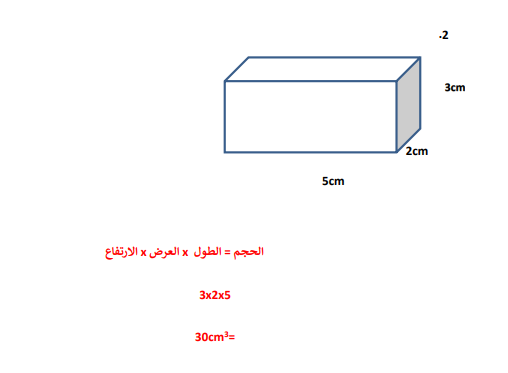 2.
3cm
2cm
5cm
الحجم = الطول x العرض x الارتفاع
3x2x5
30cm³=